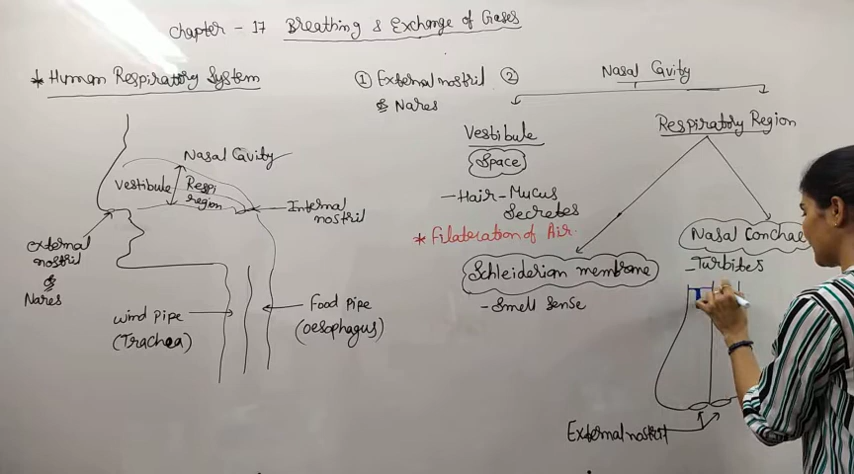 Chapter - 17 Breathing & Exchange of Gases
* Human Respiratory System
Nasal Cavity
Vestibule
Respi
region
Internal
nostril
external
nostril
&
Nares
Wind pipe
(Trachea)
Food pipe
(oesophagus)
① External nostril
& Nares
②
Nasal Cavity
Vestibule
Space
- Hair - Mucus
Secretes
* Filateration of Air.
Respiratory Region
Schleiderian membrane
- Smell Sense
Nasal Conchae
- Turbites
External nostril